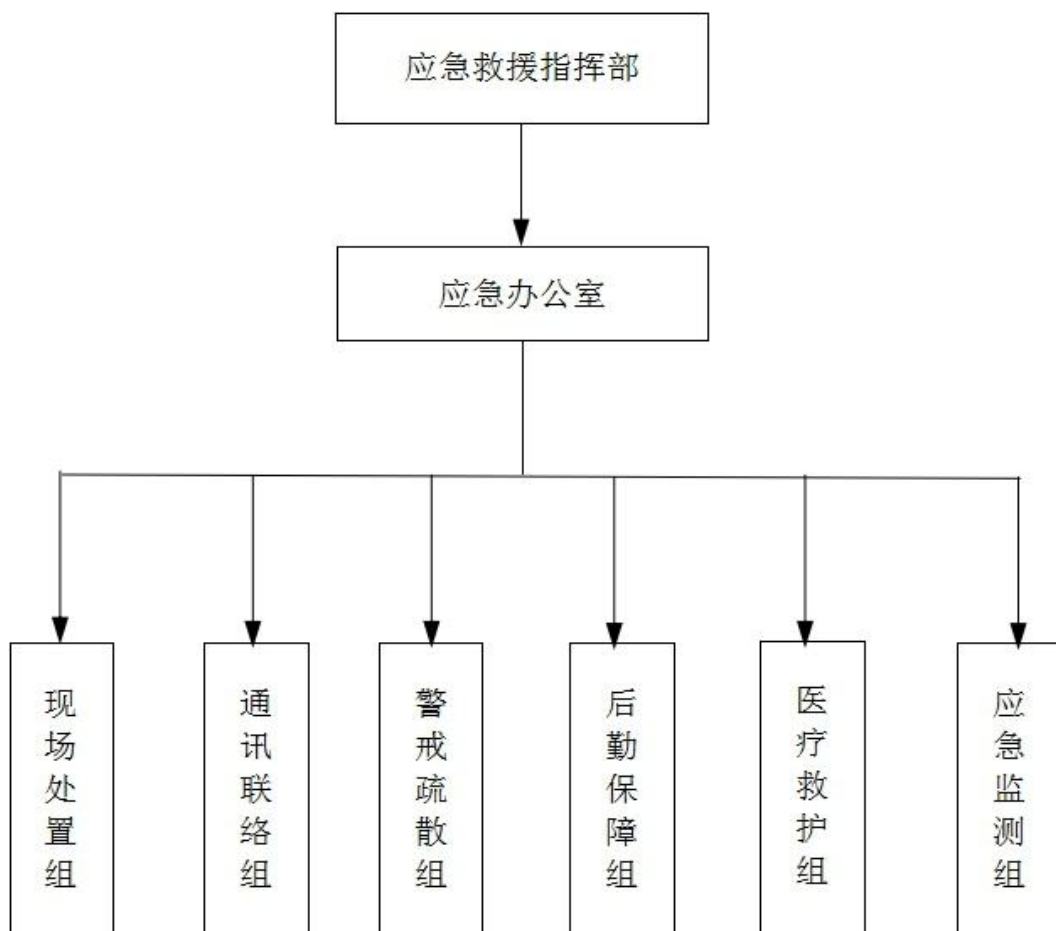 应急救援指挥部
应急办公室
现场处置组
通讯联络组
警戒疏散组
后勤保障组
医疗救护组
应急监测组